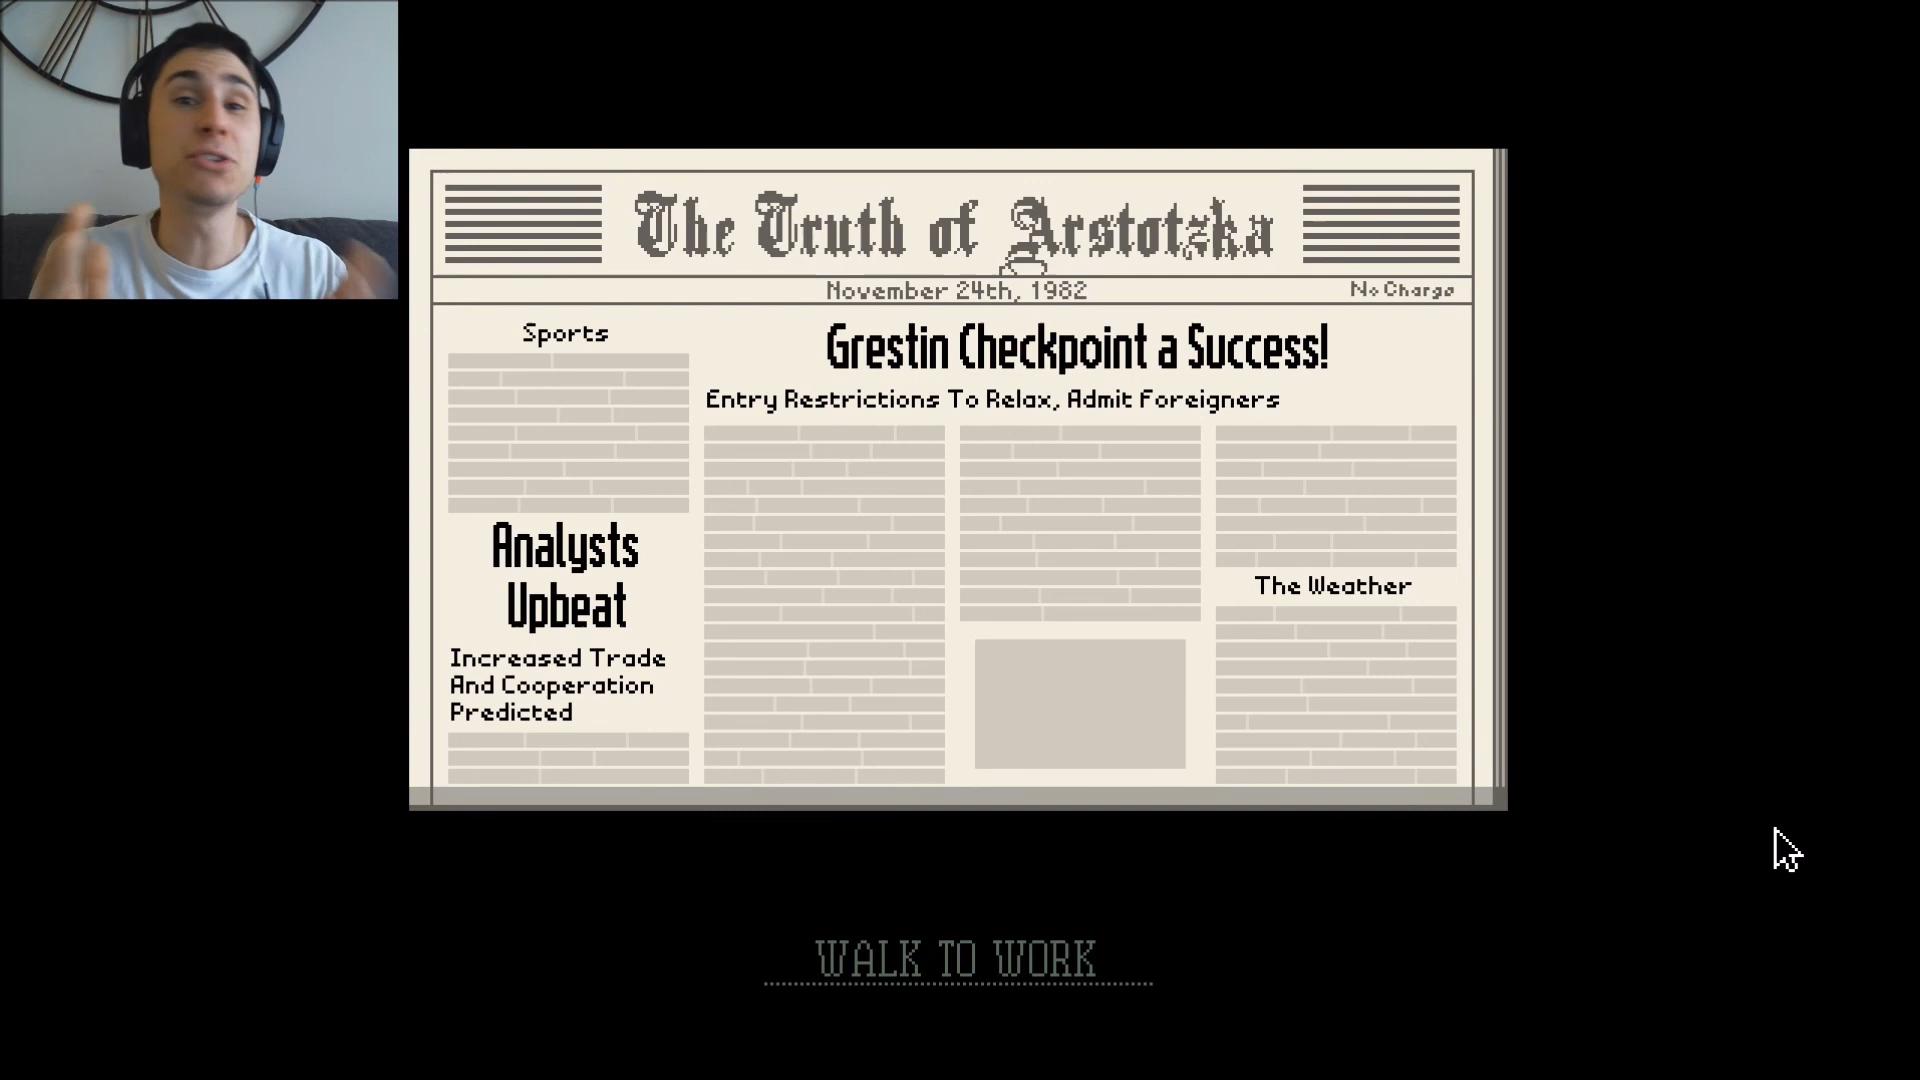 The Truth of Arstotzka
November 24th, 1982
No Charge
Sports
Analysts
Upbeat
Increased Trade
And Cooperation
Predicted
Grestin Checkpoint a Success!
Entry Restrictions To Relax, Admit Foreigners
The Weather
WALK TO WORK